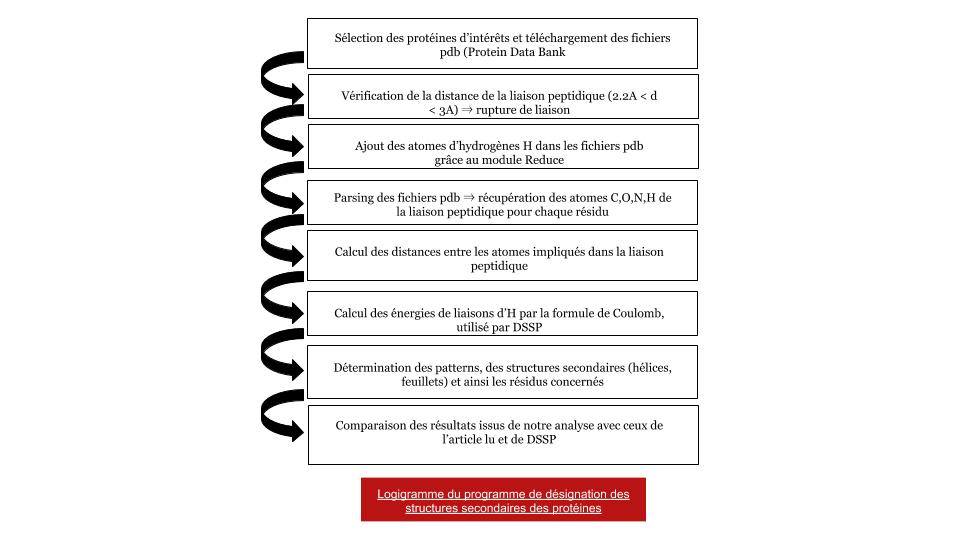 Sélection des protéines d’intérêts et téléchargement des fichiers
pdb (Protein Data Bank
Vérification de la distance de la liaison peptidique (2.2A < d
< 3A) ⇒ rupture de liaison
Ajout des atomes d’hydrogènes H dans les fichiers pdb
grâce au module Reduce
Parsing des fichiers pdb ⇒ récupération des atomes C,O,N,H de
la liaison peptidique pour chaque résidu
Calcul des distances entre les atomes impliqués dans la liaison
peptidique
Calcul des énergies de liaisons d’H par la formule de Coulomb,
utilisé par DSSP
Détermination des patterns, des structures secondaires (hélices,
feuillets) et ainsi les résidus concernés
Comparaison des résultats issus de notre analyse avec ceux de
l’article lu et de DSSP
Logigramme du programme de désignation des
structures secondaires des protéines